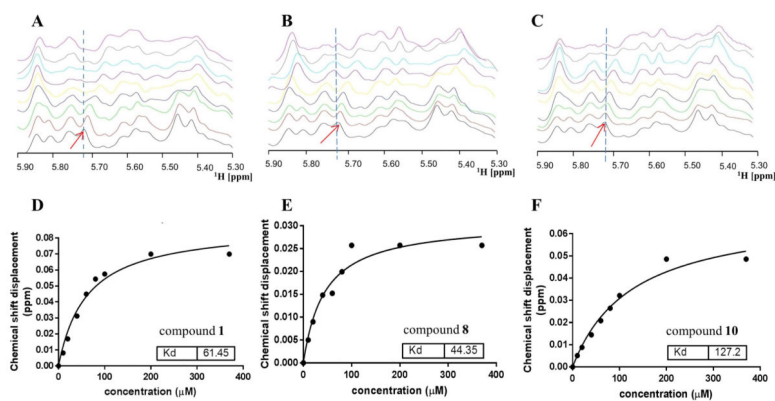 A
B
C
5.90 5.80 5.70 5.60 5.50 5.40 5.30
¹H [ppm]
5.90 5.80 5.70 5.60 5.50 5.40 5.30
¹H [ppm]
5.90 5.80 5.70 5.60 5.50 5.40 5.30
¹H [ppm]
D
Chemical shift displacement
(ppm)
0.08
0.07
0.06
0.05
0.04
0.03
0.02
0.01
0.00
0 100 200 300 400
concentration (μM)
compound 1
Kd 61.45
E
Chemical shift displacement
(ppm)
0.030
0.025
0.020
0.015
0.010
0.005
0.000
0 100 200 300 400
concentration (μM)
compound 8
Kd 44.35
F
Chemical shift displacement
(ppm)
0.06
0.05
0.04
0.03
0.02
0.01
0.00
0 100 200 300 400
concentration (μM)
compound 10
Kd 127.2